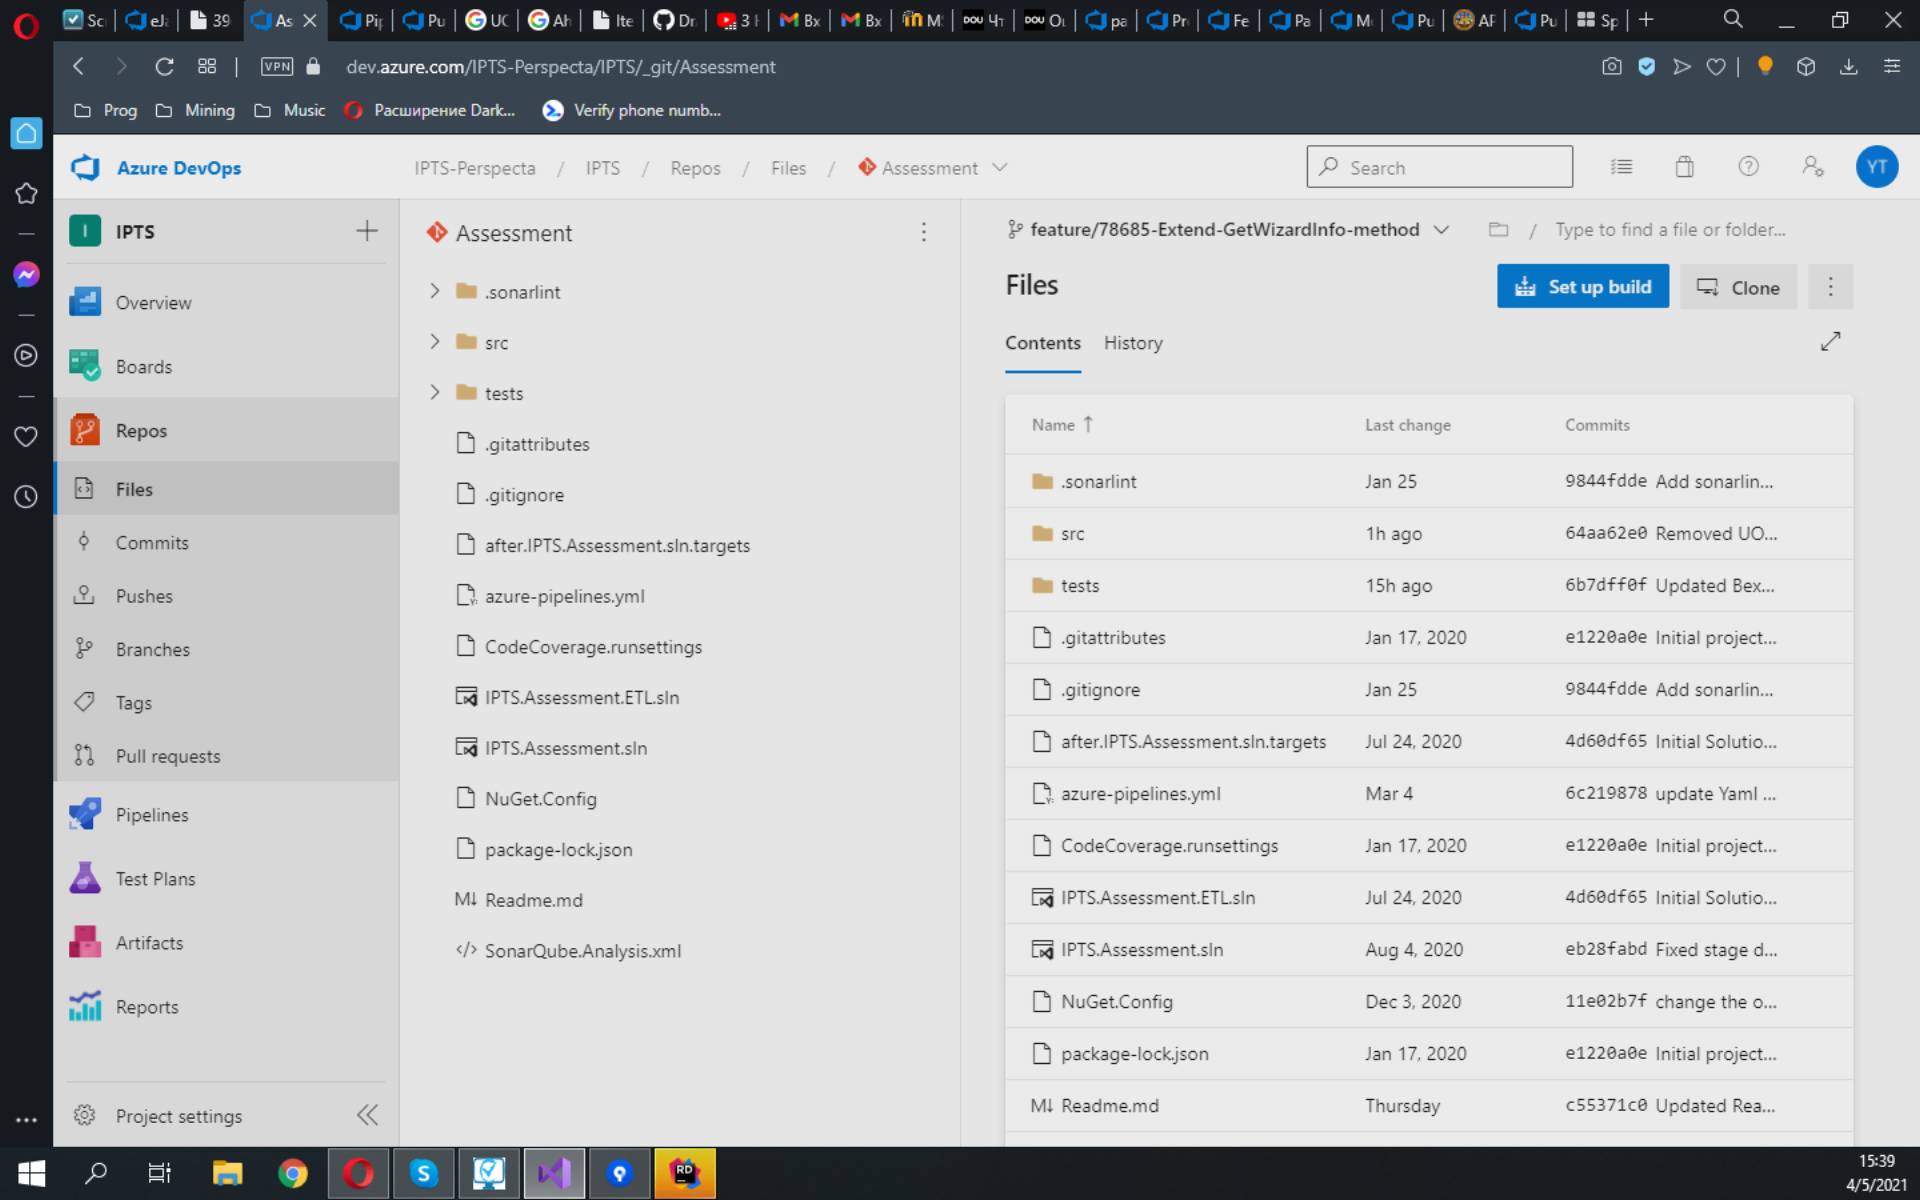 Sc
eJa
39
As
Pip
Pu
UC
Ah
Ite
Dr.
3
Вх
Вх
DOU Чт
DOU Ou
pa
Pr
Fe
Pa
M
Pu
AF
Pu
Sp
VPN
dev.azure.com/IPTS-Perspecta/IPTS/_git/Assessment
Prog
Mining
Music
Расширение Dark...
Verify phone numb...
Azure DevOps
IPTS-Perspecta / IPTS / Repos / Files / Assessment
Search
YT
I IPTS
Overview
Boards
Repos
Files
Commits
Pushes
Branches
Tags
Pull requests
Pipelines
Test Plans
Artifacts
Reports
Project settings
Assessment
.sonarlint
src
tests
.gitattributes
.gitignore
after.IPTS.Assessment.sln.targets
azure-pipelines.yml
CodeCoverage.runsettings
IPTS.Assessment.ETL.sln
IPTS.Assessment.sln
NuGet.Config
package-lock.json
M↓ Readme.md
</> SonarQube.Analysis.xml
feature/78685-Extend-GetWizardInfo-method
/ Type to find a file or folder...
Files
Set up build
Clone
Contents History
Name ↑ Last change Commits
.sonarlint Jan 25 9844fdde Add sonarlin...
src 1h ago 64aa62e0 Removed UO...
tests 15h ago 6b7dff0f Updated Bex...
.gitattributes Jan 17, 2020 e1220a0e Initial project...
.gitignore Jan 25 9844fdde Add sonarlin...
after.IPTS.Assessment.sln.targets Jul 24, 2020 4d60df65 Initial Solutio...
azure-pipelines.yml Mar 4 6c219878 update Yaml ...
CodeCoverage.runsettings Jan 17, 2020 e1220a0e Initial project...
IPTS.Assessment.ETL.sln Jul 24, 2020 4d60df65 Initial Solutio...
IPTS.Assessment.sln Aug 4, 2020 eb28fabd Fixed stage d...
NuGet.Config Dec 3, 2020 11e02b7f change the o...
package-lock.json Jan 17, 2020 e1220a0e Initial project...
M↓ Readme.md Thursday c55371c0 Updated Rea...
RD
15:39
4/5/2021